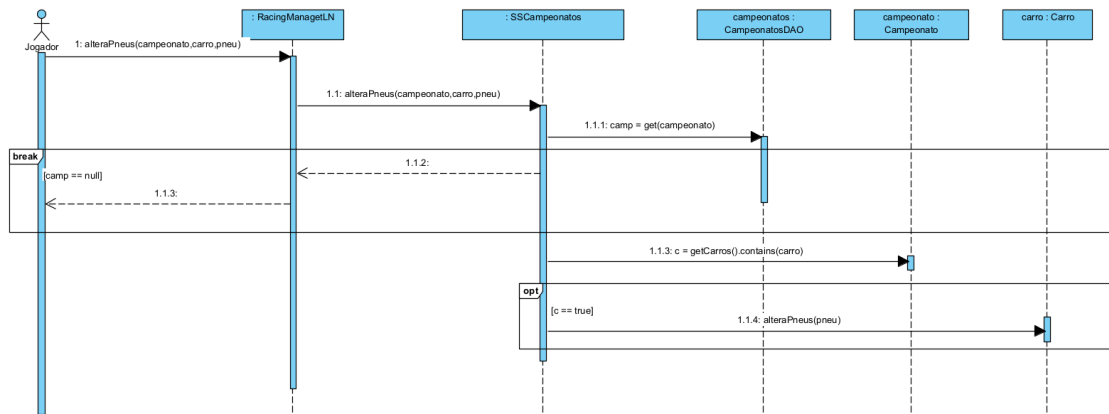 : RacingManagetLN
: SSCampeonatos
campeonatos :
CampeonatosDAO
campeonato :
Campeonato
carro : Carro
Jogador
1: alteraPneus(campeonato,carro,pneu)
1.1: alteraPneus(campeonato,carro,pneu)
1.1.1: camp = get(campeonato)
break
1.1.2:
[camp == null]
1.1.3:
1.1.3: c = getCarros().contains(carro)
opt
[c == true]
1.1.4: alteraPneus(pneu)